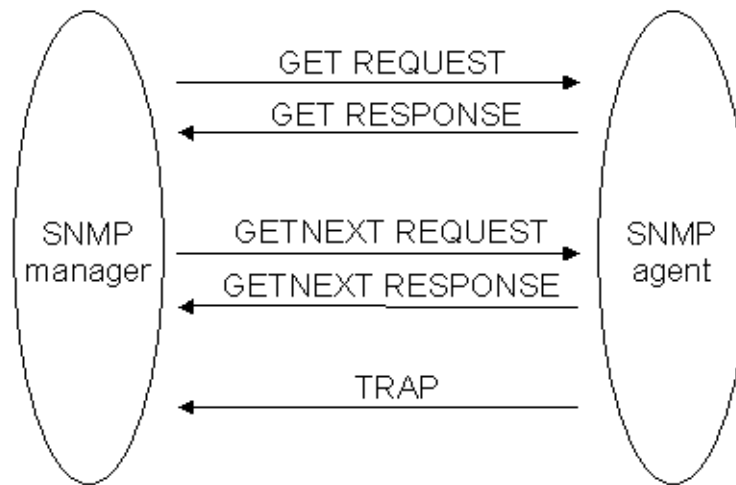 GET REQUEST
GET RESPONSE
SNMP
manager
GETNEXT REQUEST
GETNEXT RESPONSE
SNMP
agent
TRAP